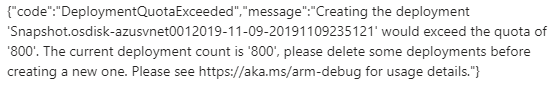 {"code":"DeploymentQuotaExceeded","message":"Creating the deployment
'Snapshot.osdisk-azusvnet0012019-11-09-20191109235121' would exceed the quota of
'800'. The current deployment count is '800', please delete some deployments before
creating a new one. Please see https://aka.ms/arm-debug for usage details."}